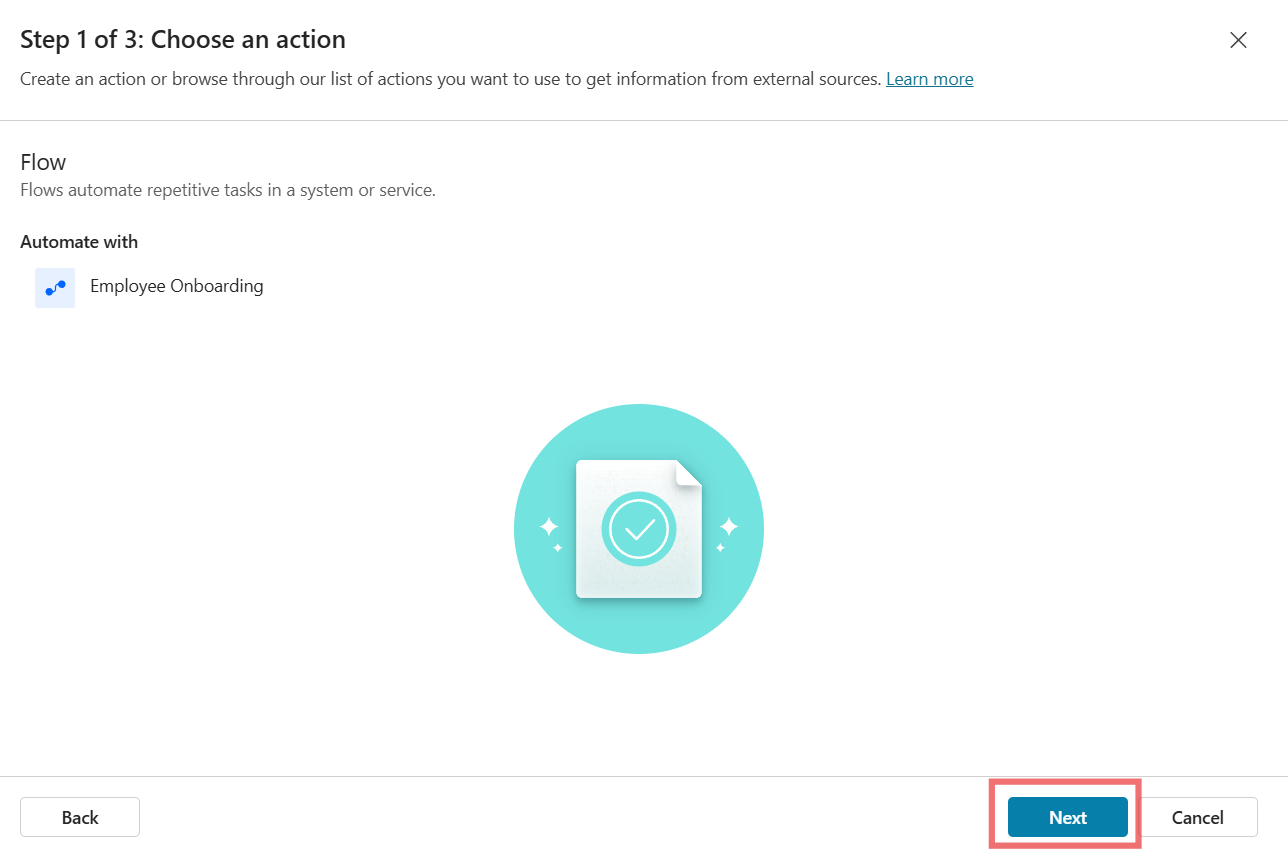 Step 1 of 3: Choose an action
Create an action or browse through our list of actions you want to use to get information from external sources. Learn more
Flow
Flows automate repetitive tasks in a system or service.
Automate with
Employee Onboarding
Back
Next
Cancel